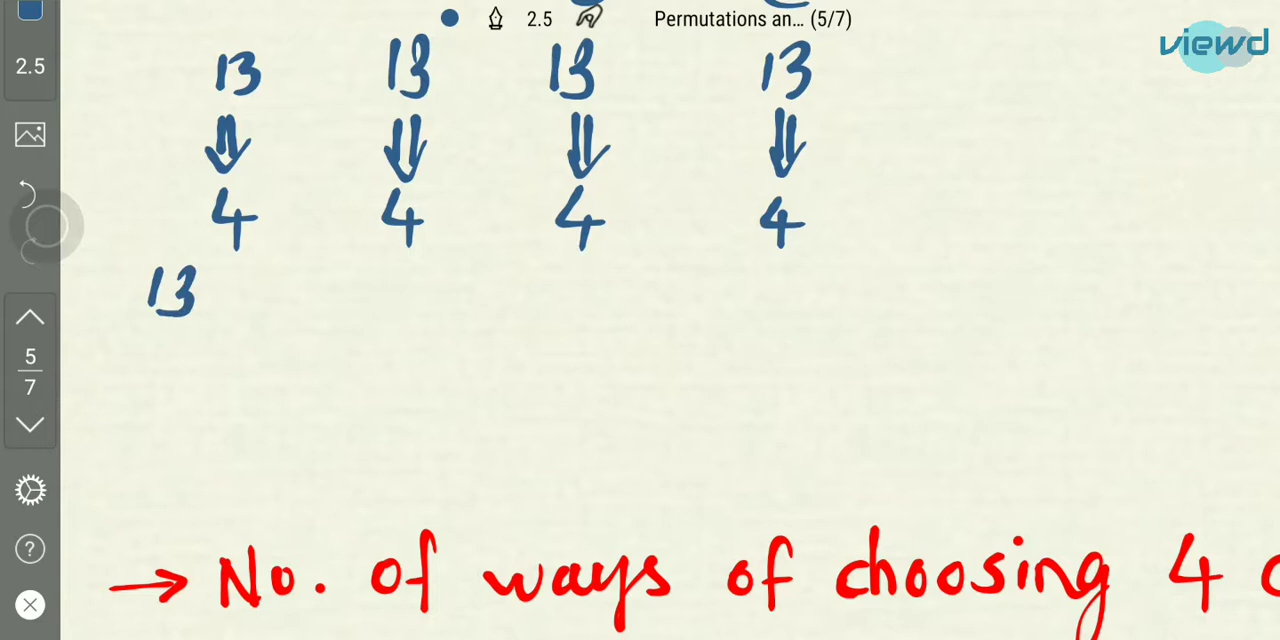 2.5 Permutations an... (5/7)
viewd
2.5
13 13 13 13
4 4 4 4
13
5
7
?
→ No. of ways of choosing 4